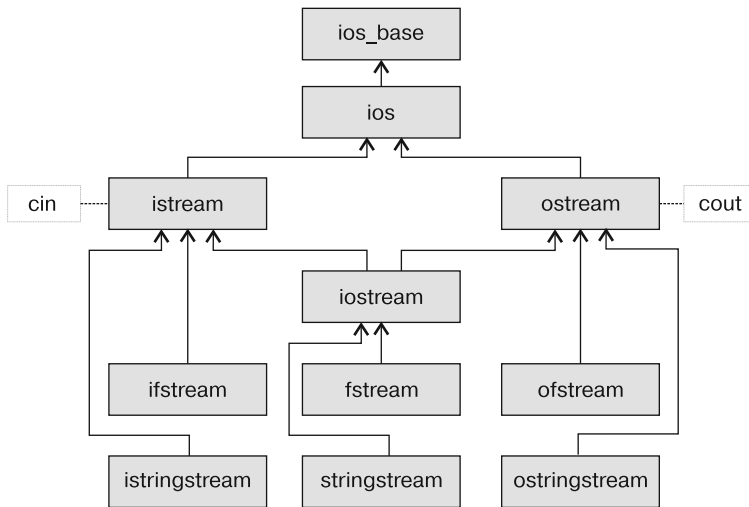 ios_base
ios
cin
istream
ostream
cout
iostream
ifstream
fstream
ofstream
istringstream
stringstream
ostringstream